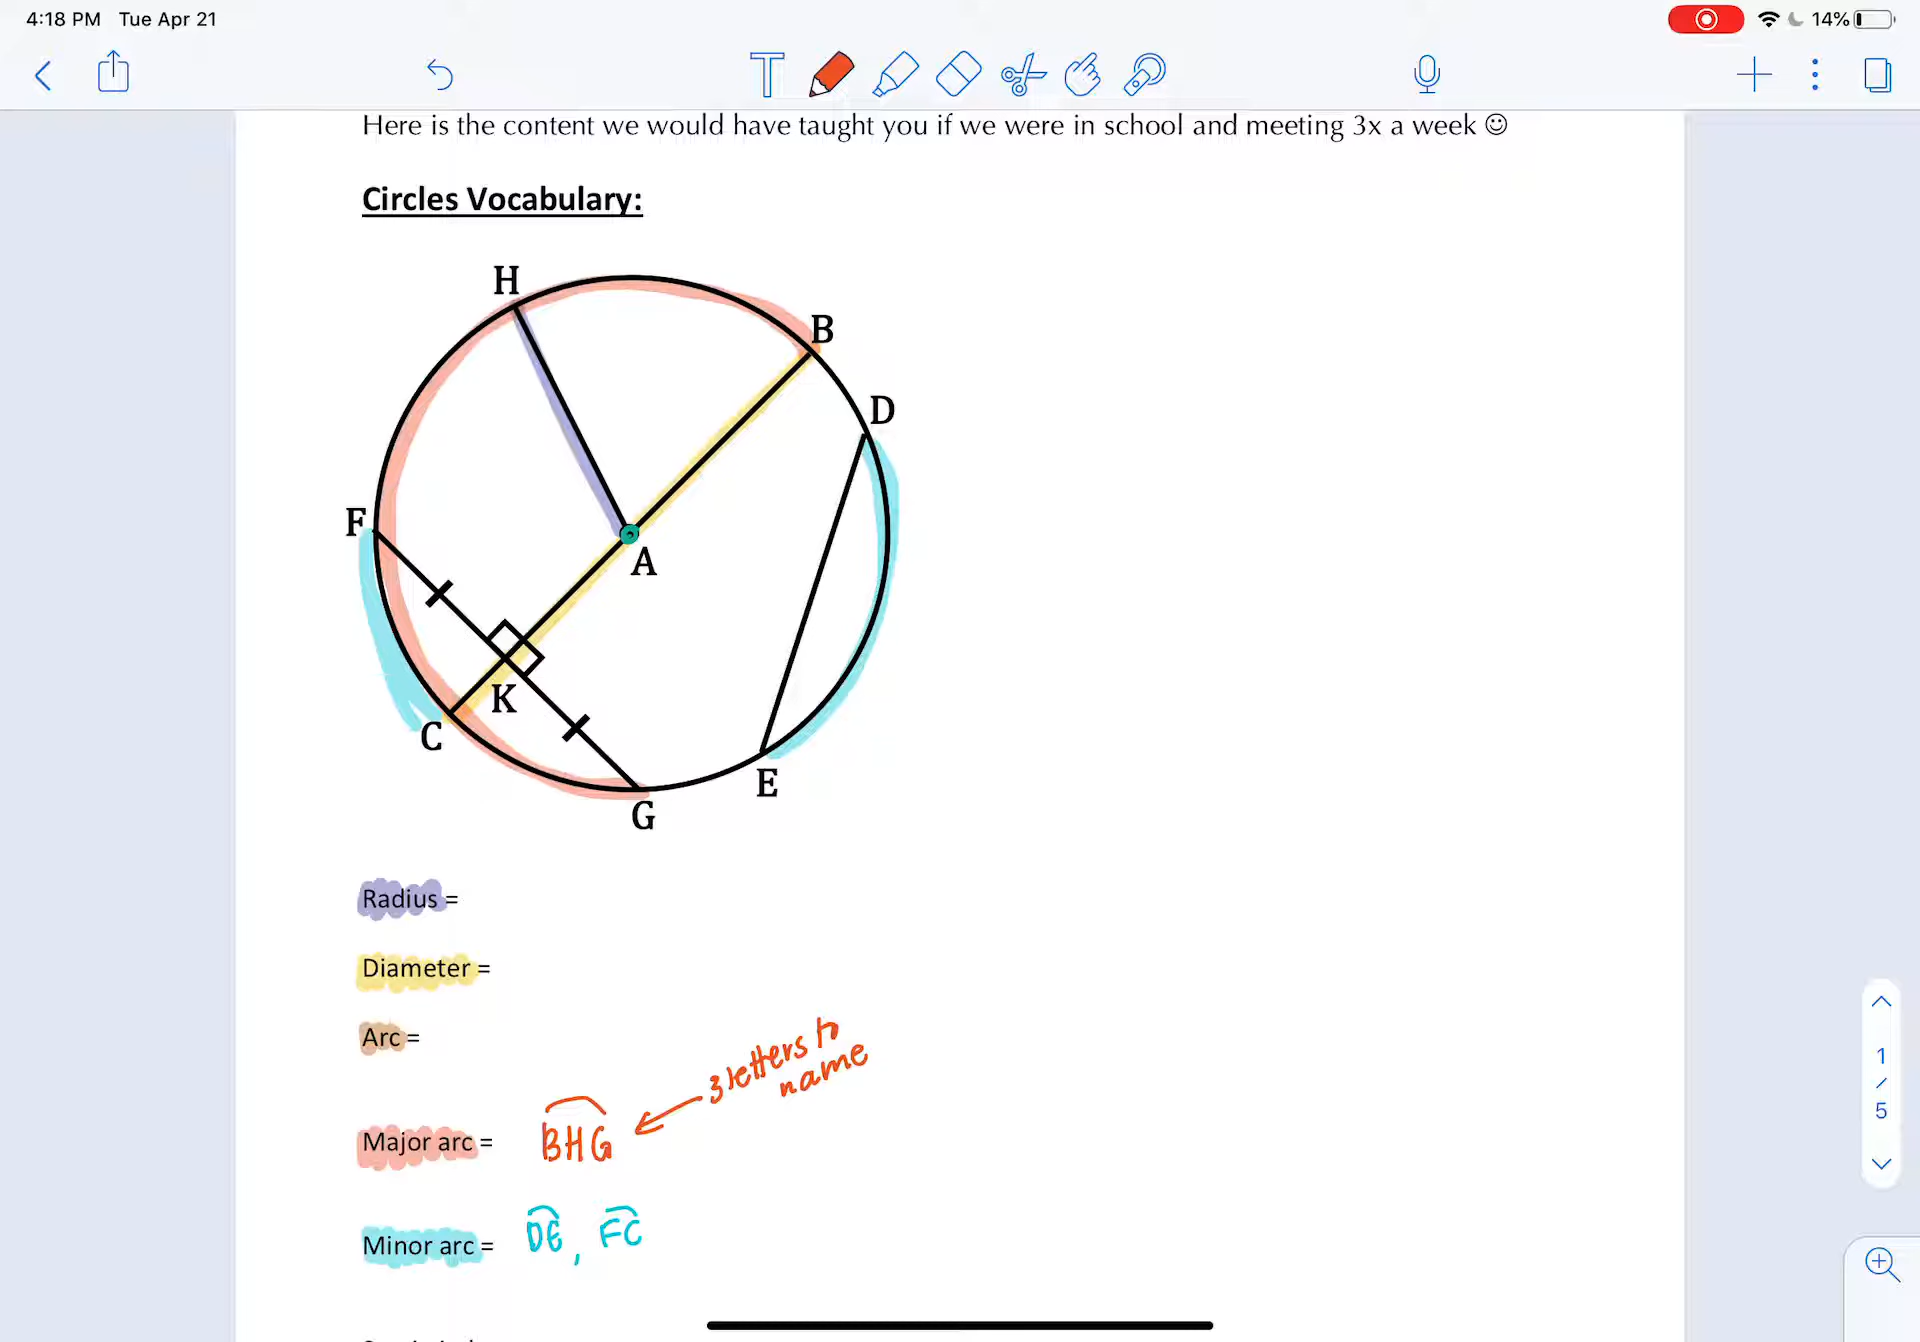 4:18 PM Tue Apr 21
14%
Here is the content we would have taught you if we were in school and meeting 3x a week ☺
Circles Vocabulary:
H
B
D
F
A
K
C
E
G
Radius =
Diameter =
Arc =
3 letters to
name
Major arc = BHG
Minor arc = DE, FC
1
/
5